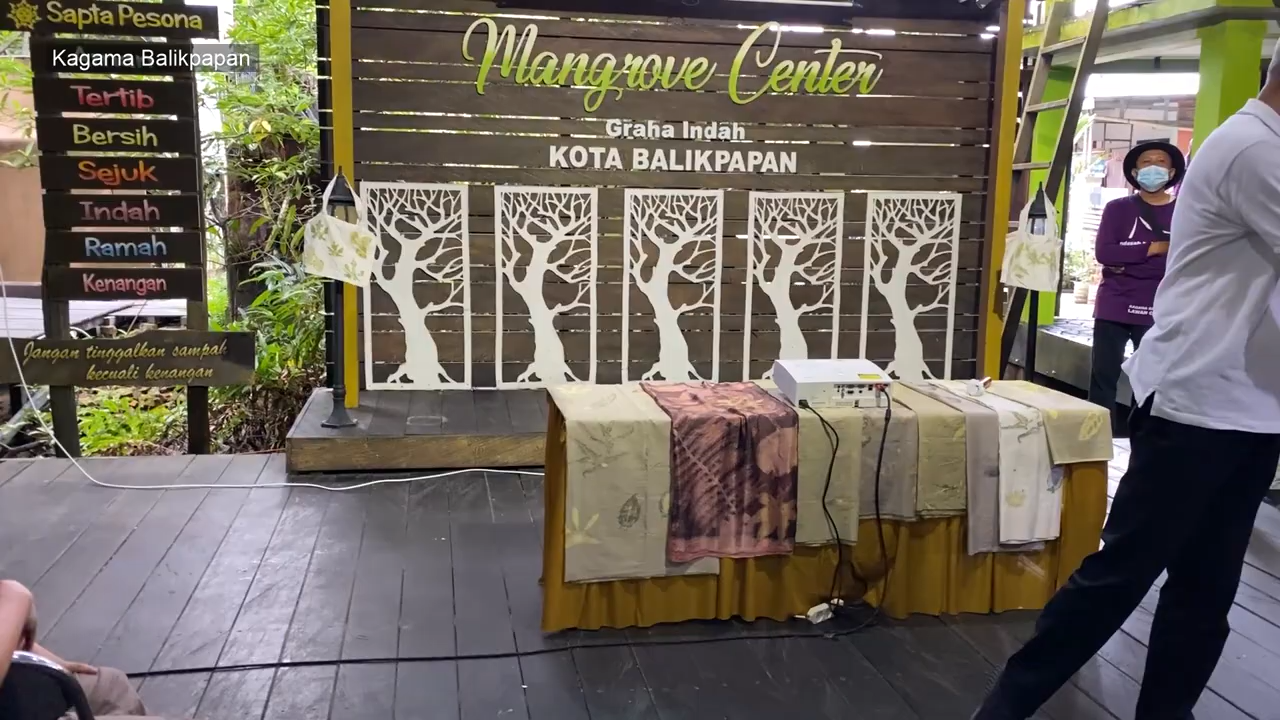 Sapta Pesona
Kagama Balikpapan
Tertib
Bersih
Sejuk
Indah
Ramah
Kenangan
Jangan tinggalkan sampah
kecuali kenangan
Mangrove Center
Graha Indah
KOTA BALIKPAPAN